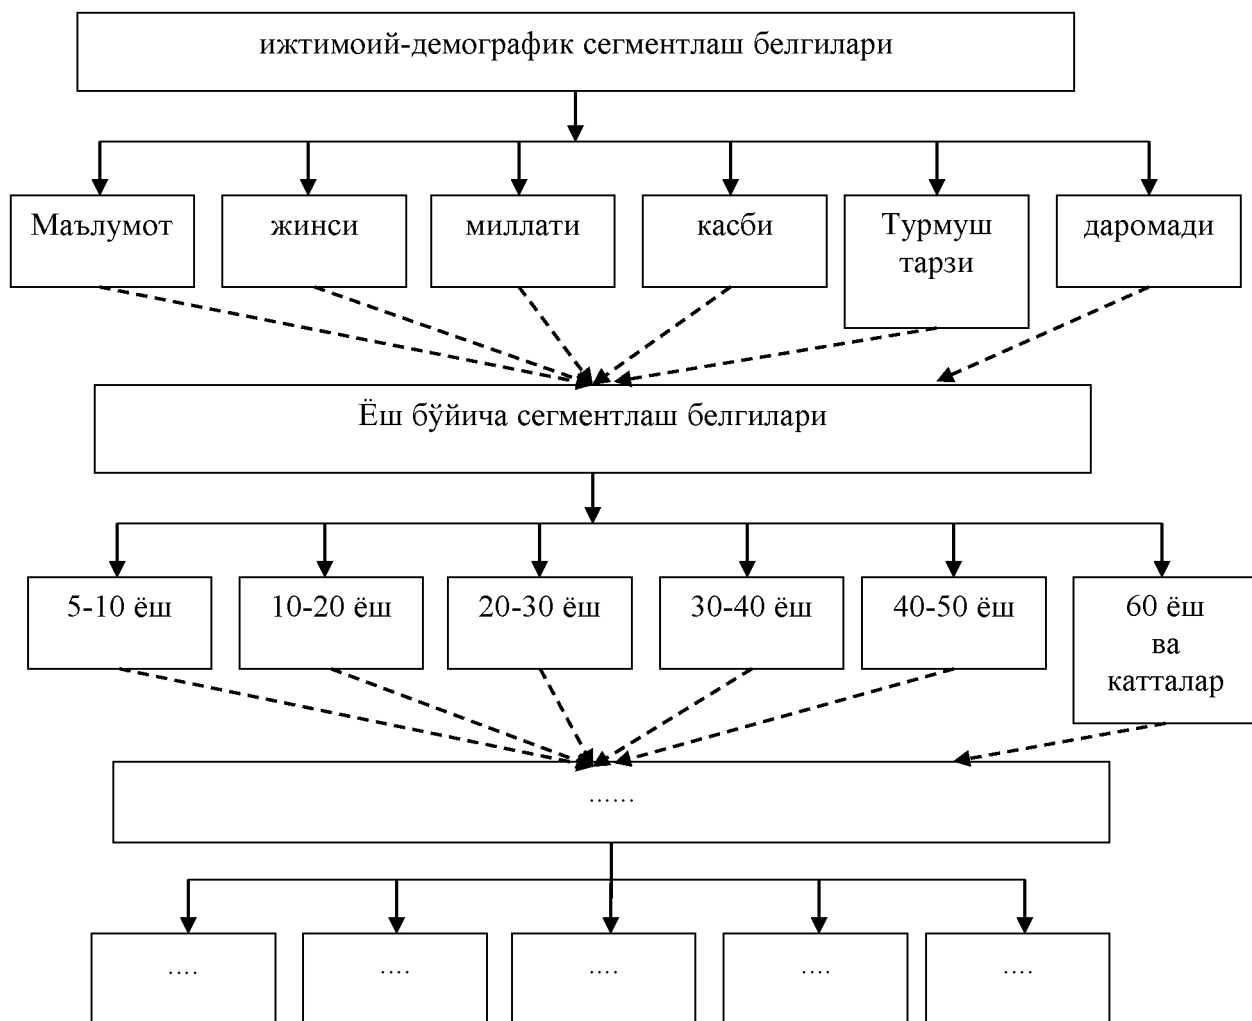 ижтимоий-демографик сегментлаш белгилари
Маълумот
жинси
миллати
касби
Турмуш
тарзи
даромади
Ёш бўйича сегментлаш белгилари
5-10 ёш
10-20 ёш
20-30 ёш
30-40 ёш
40-50 ёш
60 ёш
ва
катталар
......
....
....
....
....
....